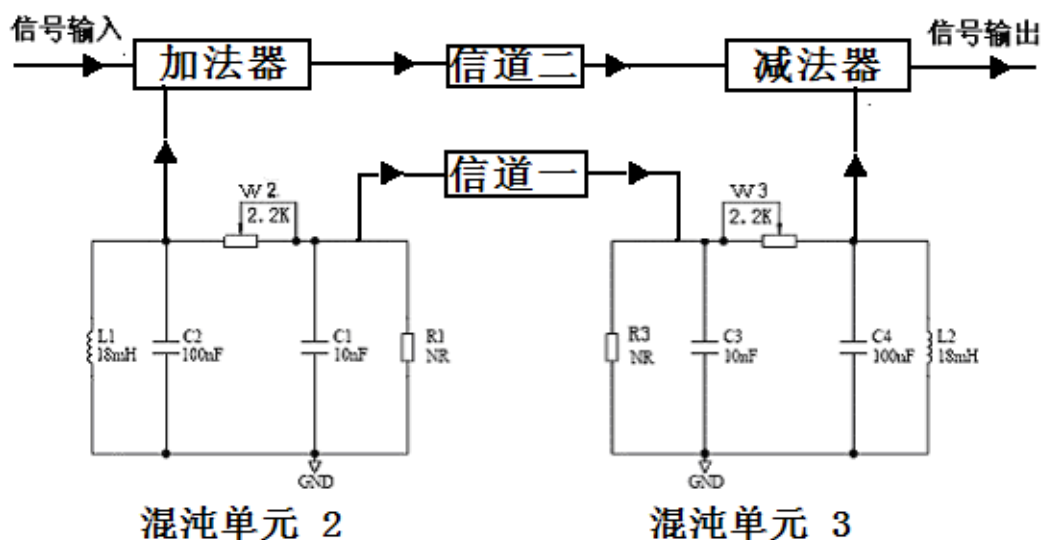 信号输入
加法器
信道二
减法器
信号输出
信道一
W2
2.2K
W3
2.2K
L1
18mH
C2
100nF
C1
10nF
R1
NR
R3
NR
C3
10nF
C4
100nF
L2
18mH
GND
GND
混沌单元 2
混沌单元 3